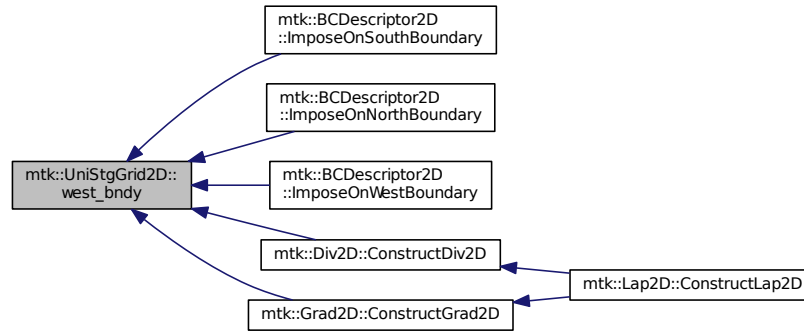 mtk::BCDescriptor2D
::ImposeOnSouthBoundary
mtk::BCDescriptor2D
::ImposeOnNorthBoundary
mtk::UniStgGrid2D::
west_bndy
mtk::BCDescriptor2D
::ImposeOnWestBoundary
mtk::Div2D::ConstructDiv2D
mtk::Lap2D::ConstructLap2D
mtk::Grad2D::ConstructGrad2D